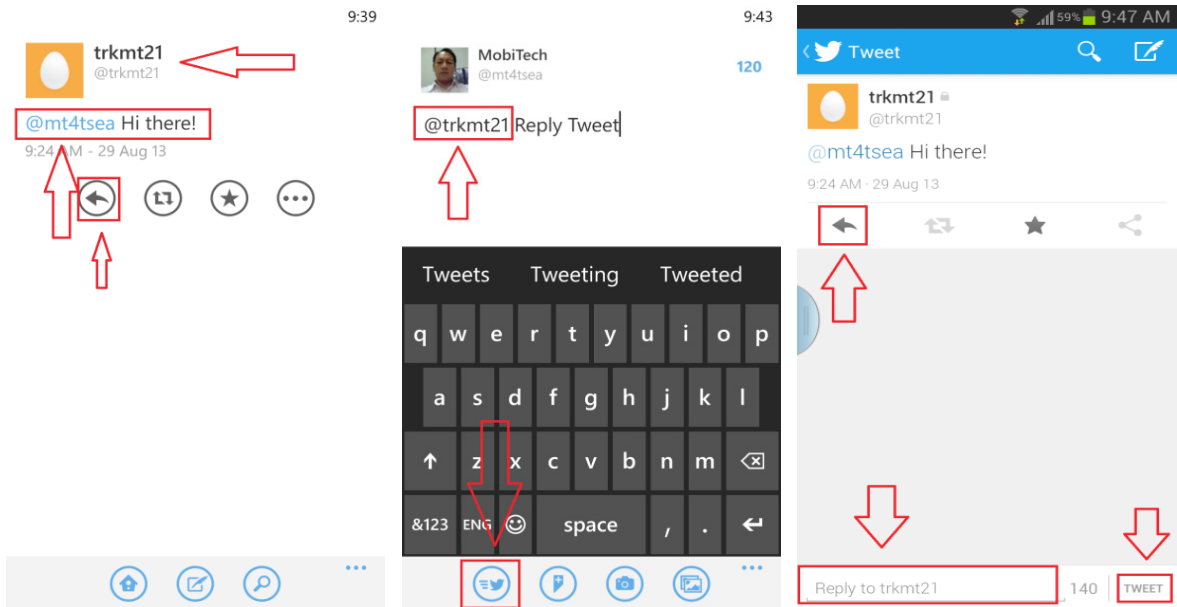 9:39
trkmt21
@trkmt21
@mt4tsea Hi there!
9:24 AM - 29 Aug 13
9:43
MobiTech
@mt4tsea
120
@trkmt21 Reply Tweet
Tweets Tweeting Tweeted
q w e r t y u i o p
a s d f g h j k l
z x c v b n m
&123 ENG space , .
59% 9:47 AM
Tweet
trkmt21
@trkmt21
@mt4tsea Hi there!
9:24 AM · 29 Aug 13
Reply to trkmt21 140 TWEET